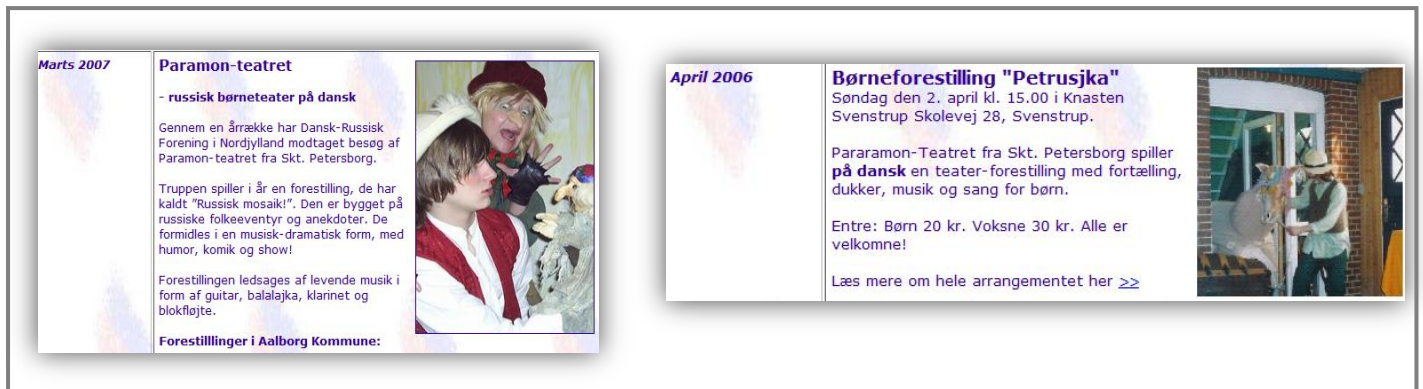 Marts 2007
Paramon-teatret
- russisk børneteater på dansk
Gennem en årrække har Dansk-Russisk
Forening i Nordjylland modtaget besøg af
Paramon-teatret fra Skt. Petersborg.
Truppen spiller i år en forestilling, de har
kaldt "Russisk mosaik!". Den er bygget på
russiske folkeeventyr og anekdoter. De
formidles i en musisk-dramatisk form, med
humor, komik og show!
Forestillingen ledsages af levende musik i
form af guitar, balalajka, klarinet og
blokfløjte.
Forestilllinger i Aalborg Kommune:
April 2006
Børneforestilling "Petrusjka"
Søndag den 2. april kl. 15.00 i Knasten
Svenstrup Skolevej 28, Svenstrup.
Pararamon-Teatret fra Skt. Petersborg spiller
på dansk en teater-forestilling med fortælling,
dukker, musik og sang for børn.
Entre: Børn 20 kr. Voksne 30 kr. Alle er
velkomne!
Læs mere om hele arrangementet her >>